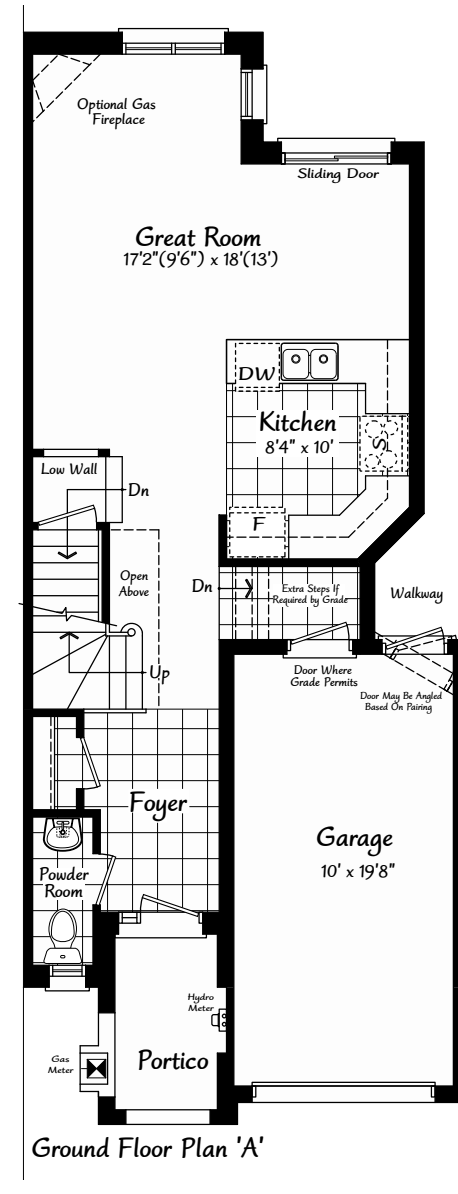 Optional Gas
Fireplace
Sliding Door
Great Room
17'2"(9'6") x 18'(13')
DW
Kitchen
8'4" x 10'
S
F
Low Wall
Dn
Open
Above
Dn
Extra Steps If
Required by Grade
Walkway
Up
Door Where
Grade Permits
Door May Be Angled
Based On Pairing
Foyer
Garage
10' x 19'8"
Powder
Room
Hydro
Meter
Gas
Meter
Portico
Ground Floor Plan 'A'